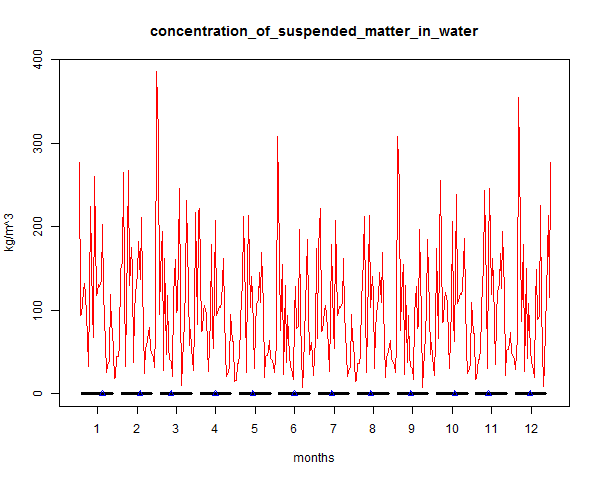 concentration_of_suspended_matter_in_water
400
300
200
100
0
kg/m^3
1 2 3 4 5 6 7 8 9 10 11 12
months